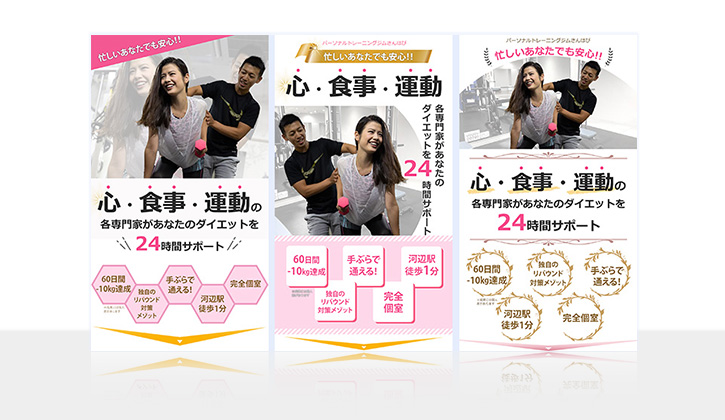 忙しいあなたでも安心!!
心・食事・運動の
各専門家があなたのダイエットを
24時間サポート
60日間
-10kg達成
独自の
リバウンド
対策
メソッド
手ぶらで
通える!
河辺駅
徒歩1分
完全個室
パーソナルトレーニングジムさんはぴ
忙しいあなたでも安心!!
心・食事・運動
各専門家があなたの
ダイエットを
24時間サポート
60日間
-10kg達成
手ぶらで
通える!
河辺駅
徒歩1分
独自の
リバウンド
対策
メソッド
完全
個室
パーソナルトレーニングジムさんはぴ
忙しいあなたでも安心!!
心・食事・運動の
各専門家があなたのダイエットを
24時間サポート
60日間
-10kg達成
独自の
リバウンド
対策メソッド
手ぶらで
通える!
河辺駅
徒歩1分
完全個室